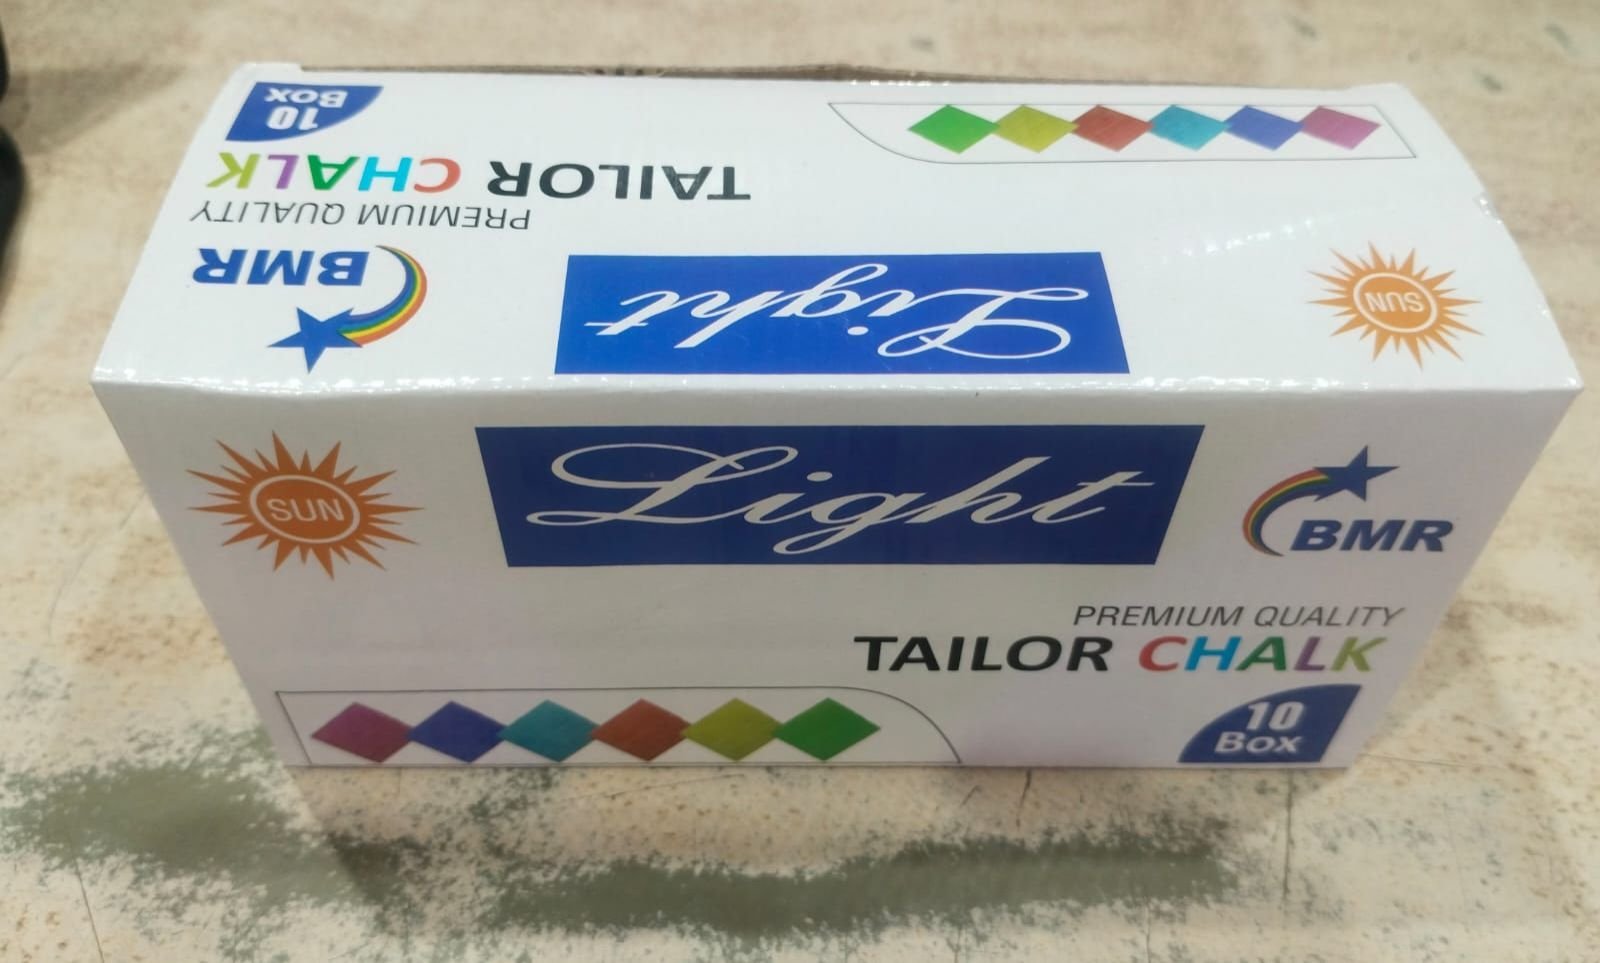 10
Box
TAILOR CHALK
PREMIUM QUALITY
BMR
Light
SUN
SUN
Light
BMR
PREMIUM QUALITY
TAILOR CHALK
10
Box